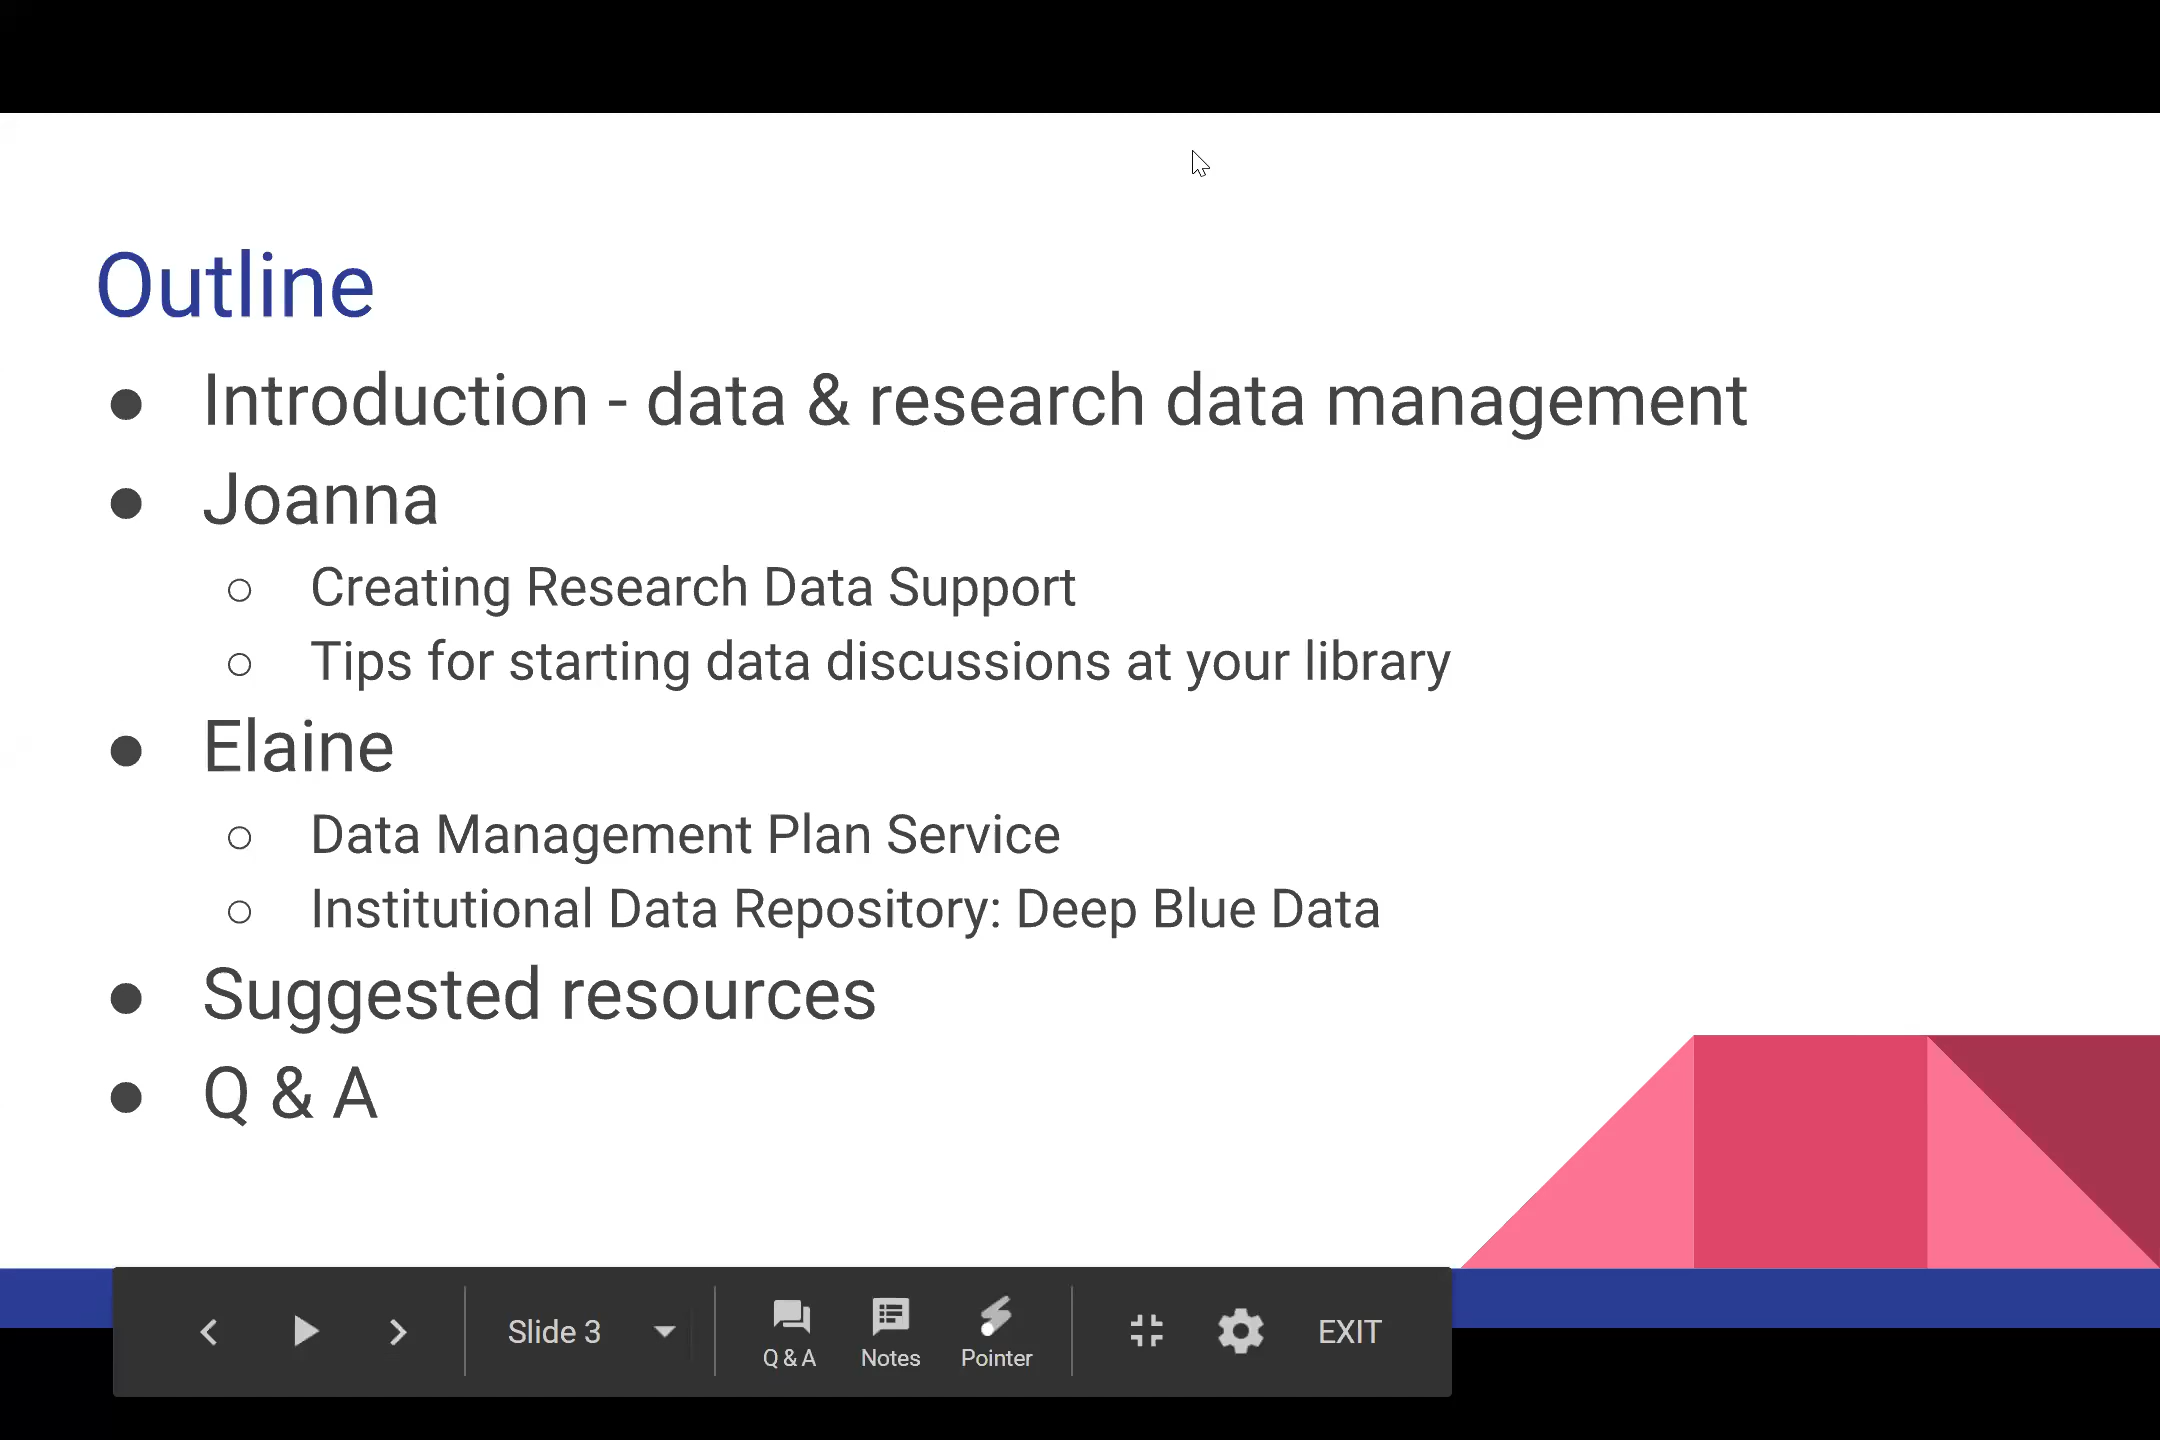 Outline
● Introduction - data & research data management
● Joanna
○ Creating Research Data Support
○ Tips for starting data discussions at your library
● Elaine
○ Data Management Plan Service
○ Institutional Data Repository: Deep Blue Data
● Suggested resources
● Q & A
Slide 3
Q & A
Notes
Pointer
EXIT